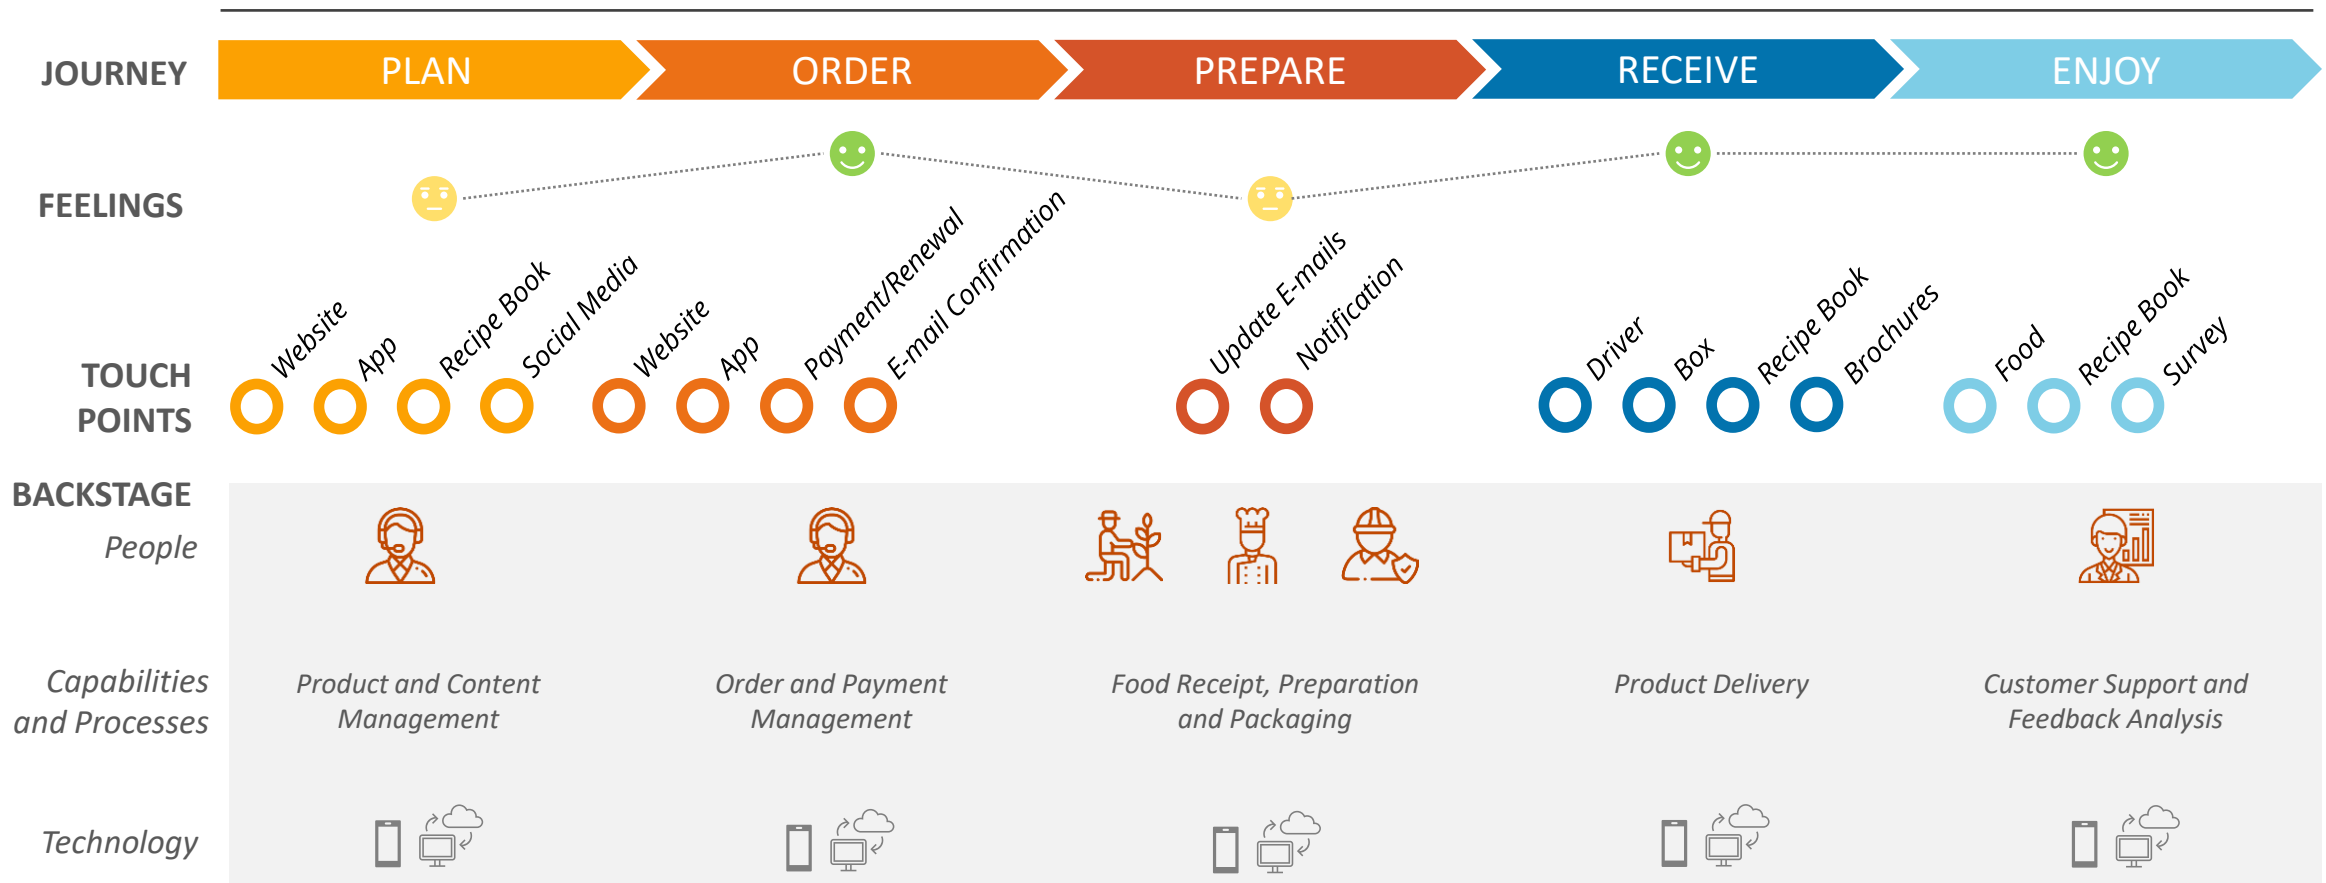 JOURNEY
PLAN
ORDER
PREPARE
RECEIVE
ENJOY
FEELINGS
TOUCH
POINTS
Website
App
Recipe Book
Social Media
Website
App
Payment/Renewal
E-mail Confirmation
Update E-mails
Notification
Driver
Box
Recipe Book
Brochures
Food
Recipe Book
Survey
BACKSTAGE
People
Capabilities
and Processes
Product and Content
Management
Order and Payment
Management
Food Receipt, Preparation
and Packaging
Product Delivery
Customer Support and
Feedback Analysis
Technology